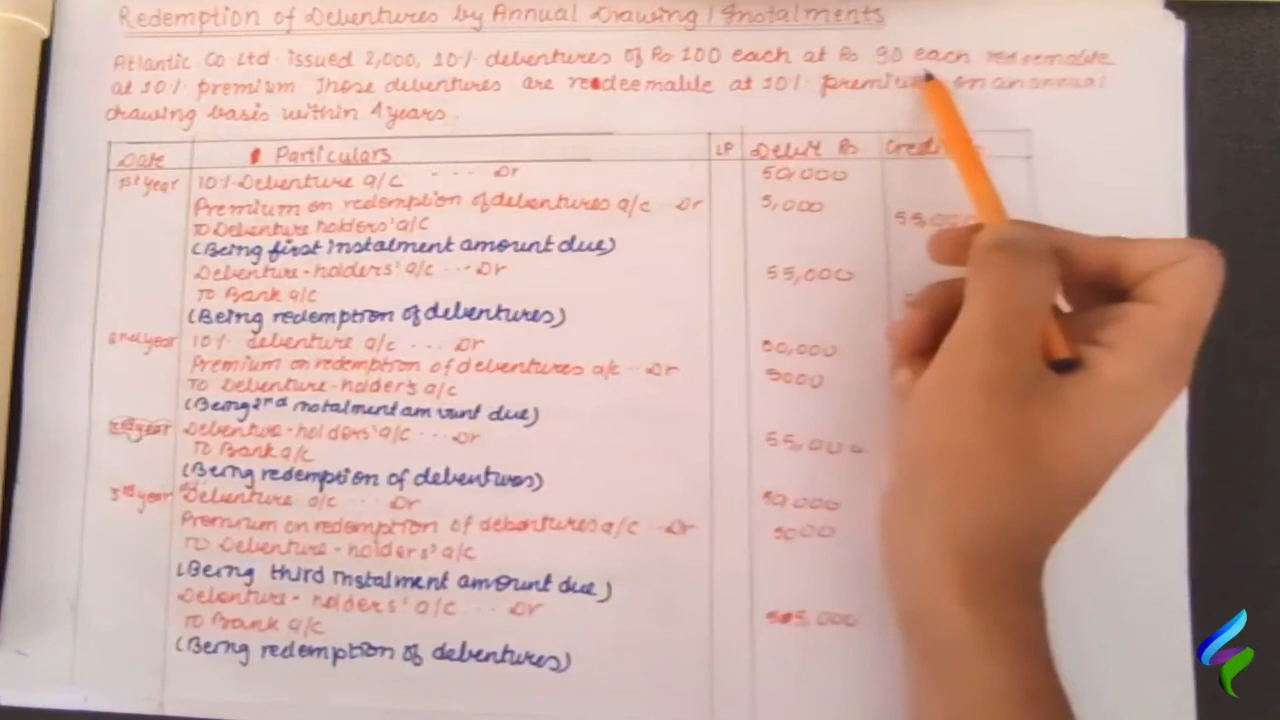 Redemption of Debentures by Annual Drawing / Instalments
Atlantic Co Ltd issued 2,000, 10% debentures of Rs 100 each at Rs 90 each redeemable
at 10% premium Those debentures are redeemable at 10% premium on an annual
drawing basis within 4 years.
Date Particulars LP Debit Rs
1st year 10% Debenture a/c ... Dr 50,000
Premium on redemption of debentures a/c .. Dr 5,000
To Debenture holders' a/c
(Being first instalment amount due)
Debenture-holders' a/c ... Dr 55,000
To Bank a/c
(Being redemption of debentures)
2nd year 10% debenture a/c ... Dr 50,000
Premium on redemption of debentures a/c .. Dr 5000
To Debenture-holder's a/c
(Being 2nd instalment amount due)
Debenture-holders' a/c ... Dr 55,000
To Bank a/c
(Being redemption of debentures)
3rd year Debenture a/c ... Dr 50,000
Premium on redemption of debentures a/c .. Dr 5000
To Debenture-holders' a/c
(Being third instalment amount due)
Debenture-holders' a/c ... Dr 55,000
To Bank a/c
(Being redemption of debentures)